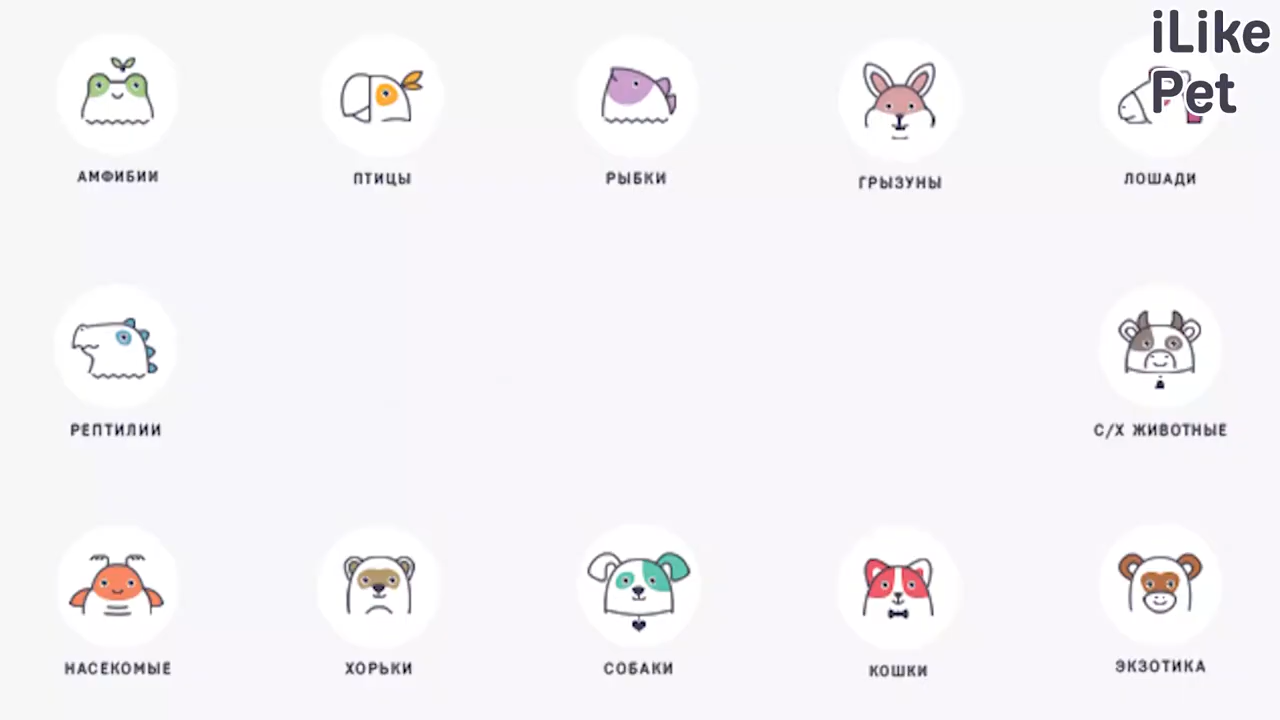 iLike
Pet
АМФИБИИ
ПТИЦЫ
РЫБКИ
ГРЫЗУНЫ
ЛОШАДИ
РЕПТИЛИИ
С/Х ЖИВОТНЫЕ
НАСЕКОМЫЕ
ХОРЬКИ
СОБАКИ
КОШКИ
ЭКЗОТИКА